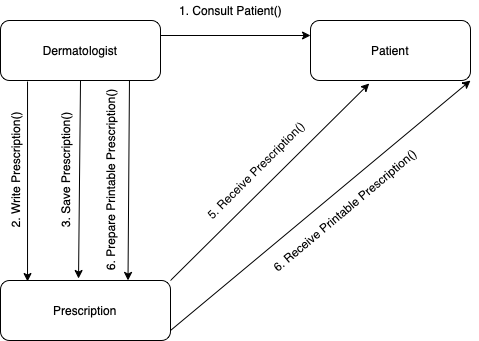 1. Consult Patient()
Dermatologist
Patient
2. Write Prescription()
3. Save Prescription()
6. Prepare Printable Prescription()
5. Receive Prescription()
6. Receive Printable Prescription()
Prescription